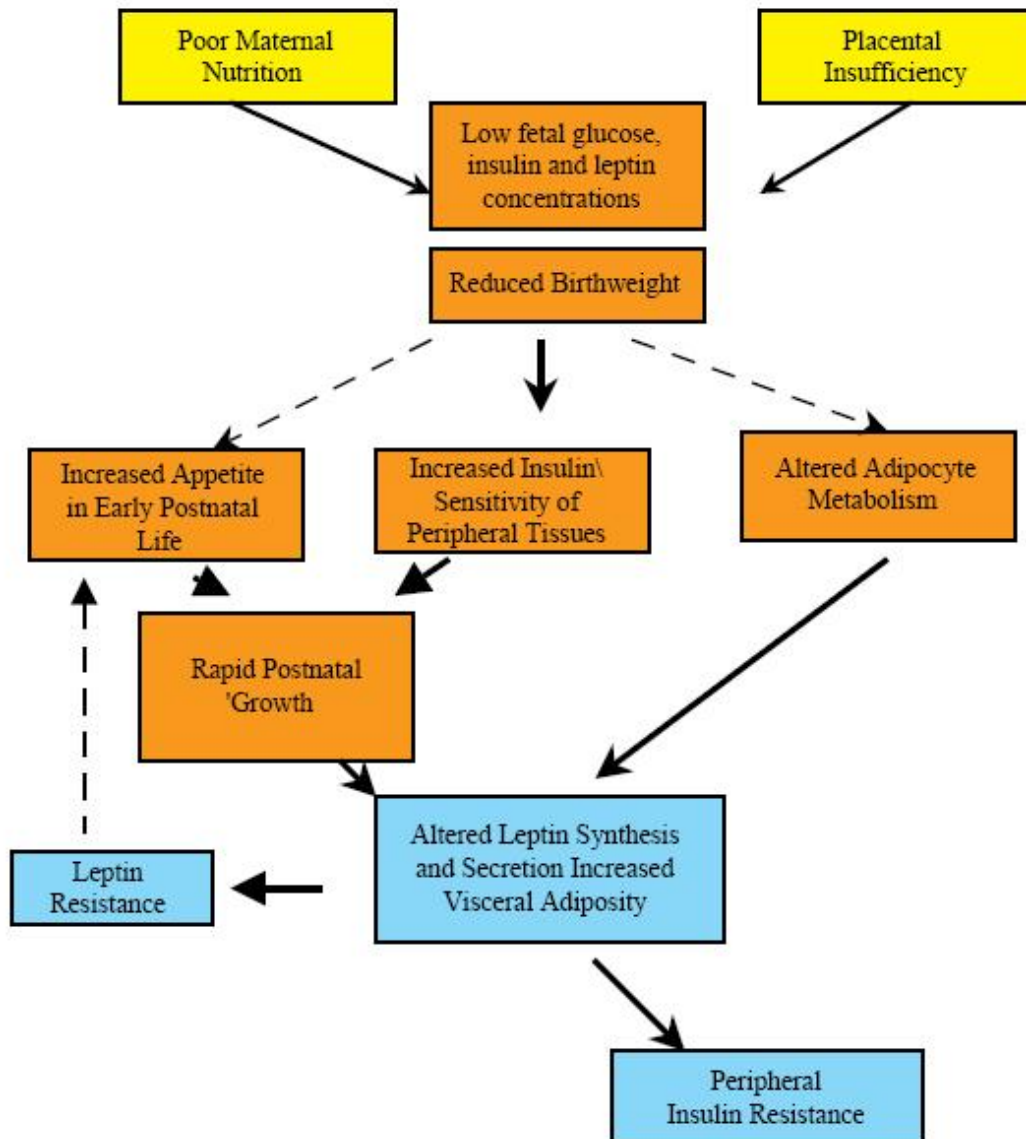 Poor Maternal
Nutrition
Placental
Insufficiency
Low fetal glucose,
insulin and leptin
concentrations
Reduced Birthweight
Increased Appetite
in Early Postnatal
Life
Increased Insulin\
Sensitivity of
Peripheral Tissues
Altered Adipocyte
Metabolism
Rapid Postnatal
'Growth
Altered Leptin Synthesis
and Secretion Increased
Visceral Adiposity
Leptin
Resistance
Peripheral
Insulin Resistance